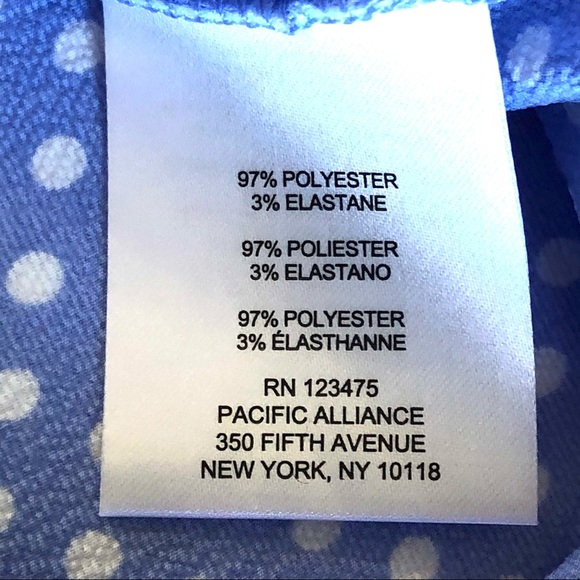 97% POLYESTER
3% ELASTANE
97% POLIESTER
3% ELASTANO
97% POLYESTER
3% ÉLASTHANNE
RN 123475
PACIFIC ALLIANCE
350 FIFTH AVENUE
NEW YORK, NY 10118